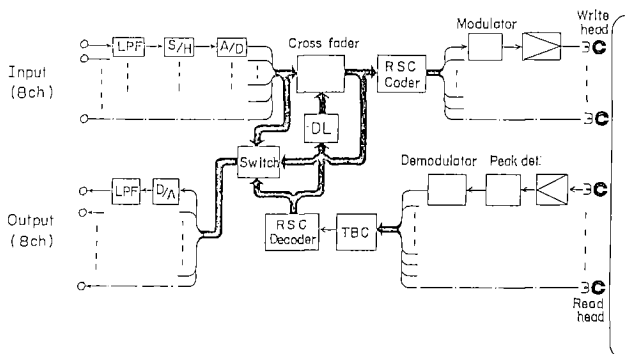 Input
(8ch)
LPF
S/H
A/D
Cross fader
RSC
Coder
Modulator
Write
head
DL
Switch
Output
(8ch)
LPF
D/A
RSC
Decoder
TBC
Demodulator
Peak det.
Read
head